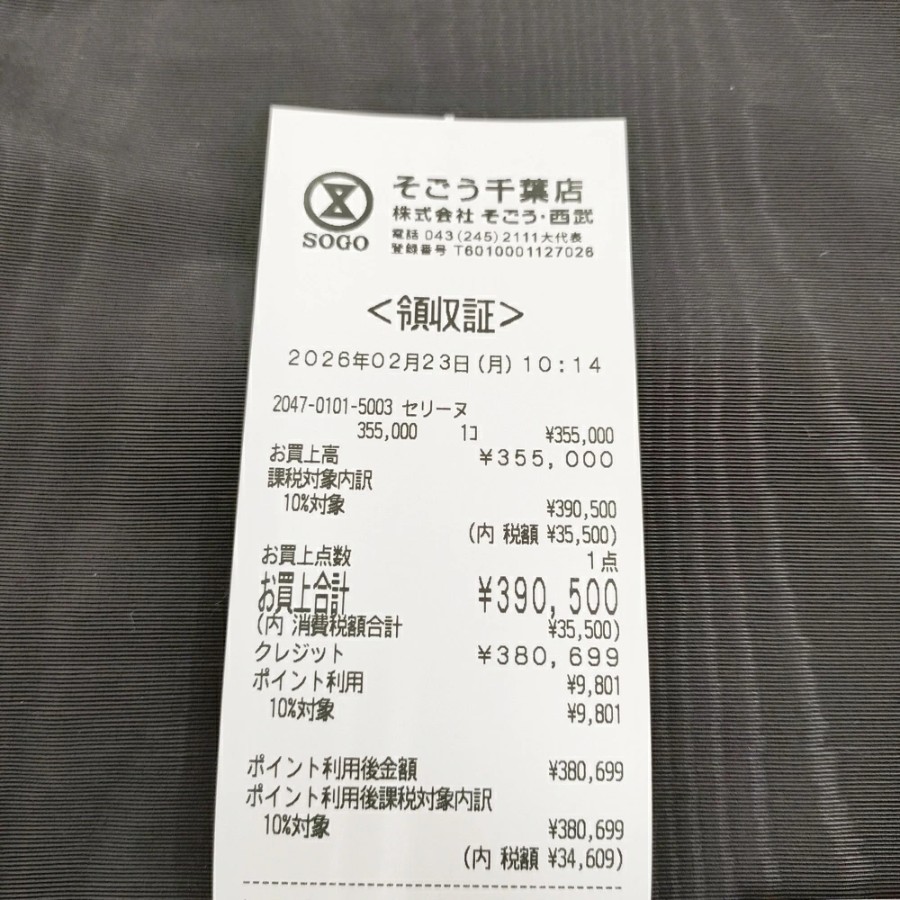 SOGO
そごう千葉店
株式会社 そごう・西武
電話 043(245)2111大代表
登録番号 T6010001127026
<領収証>
2026年02月23日(月)10:14
2047-0101-5003 セリーヌ
355,000 1コ ¥355,000
お買上高 ¥355,000
課税対象内訳
10%対象 ¥390,500
(内 税額 ¥35,500)
お買上点数 1点
お買上合計 ¥390,500
(内 消費税額合計 ¥35,500)
クレジット ¥380,699
ポイント利用 ¥9,801
10%対象 ¥9,801
ポイント利用後金額 ¥380,699
ポイント利用後課税対象内訳
10%対象 ¥380,699
(内 税額 ¥34,609)